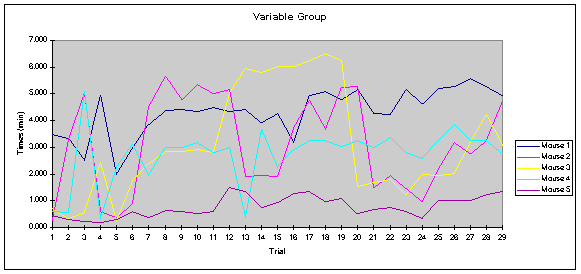 Variable Group
Times (min)
7.000
6.000
5.000
4.000
3.000
2.000
1.000
0.000
1 2 3 4 5 6 7 8 9 10 11 12 13 14 15 16 17 18 19 20 21 22 23 24 25 26 27 28 29
Trial
Mouse 1
Mouse 2
Mouse 3
Mouse 4
Mouse 5